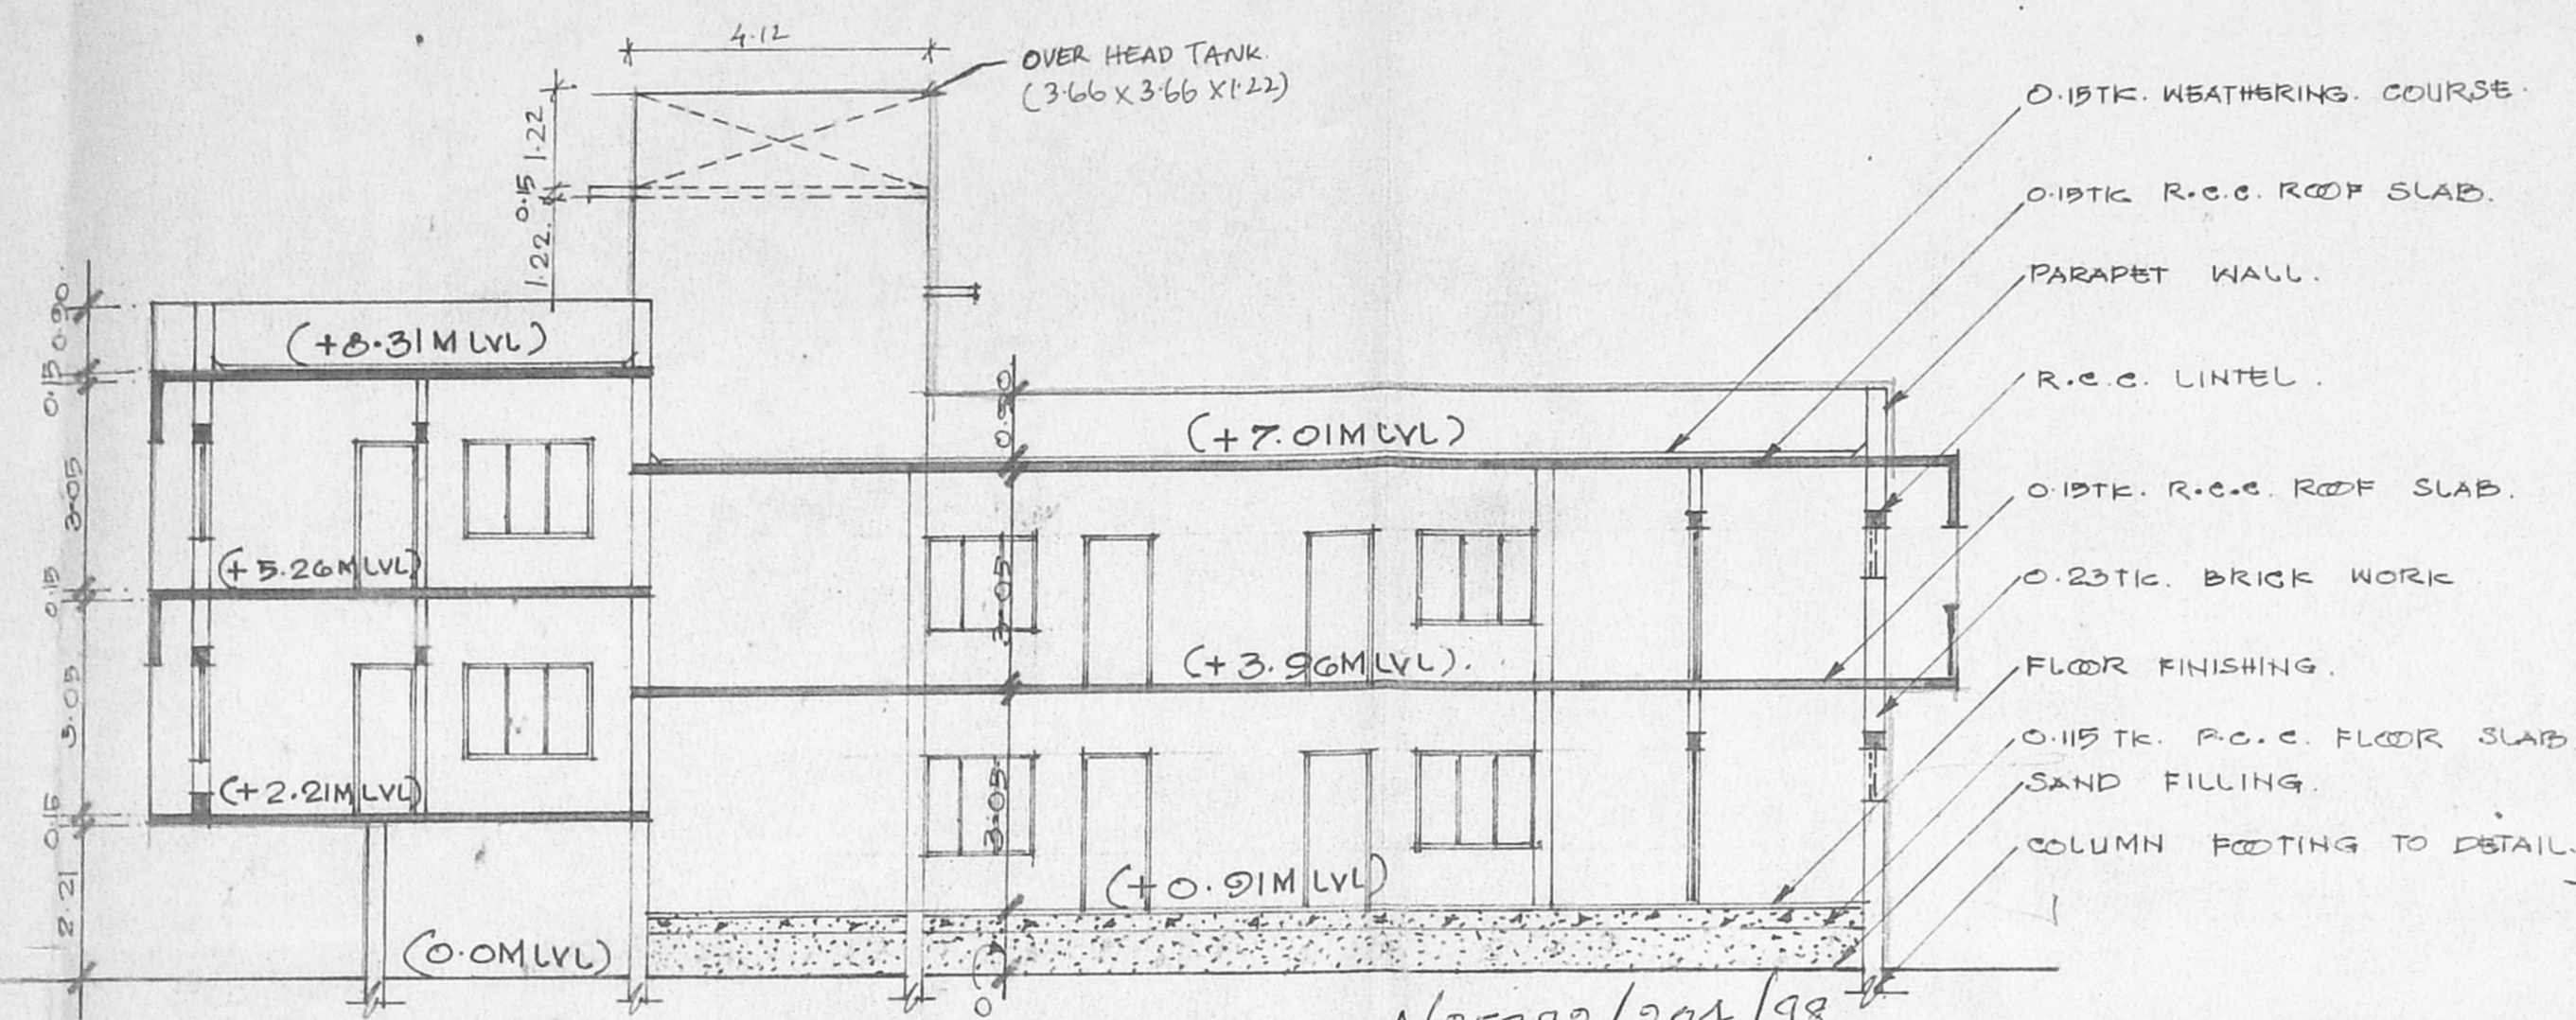 4.12
OVER HEAD TANK.
(3.66 X 3.66 X 1.22)
1.22
0.15
1.22.
0.15TK. WEATHERING. COURSE.
0.15TK R.C.C. ROOF SLAB.
PARAPET WALL.
R.C.C. LINTEL.
0.15TK. R.C.C. ROOF SLAB.
0.23TK. BRICK WORK
FLOOR FINISHING.
0.115 TK. P.C.C. FLOOR SLAB
SAND FILLING.
COLUMN FOOTING TO DETAIL.
0.90
0.15
3.05
0.15
3.05
0.15
2.21
(+8.31M LVL)
(+5.26M LVL)
(+2.21M LVL)
(0.0M LVL)
0.90
(+7.01M LVL)
3.05
(+3.96M LVL).
3.05
(+0.91M LVL)